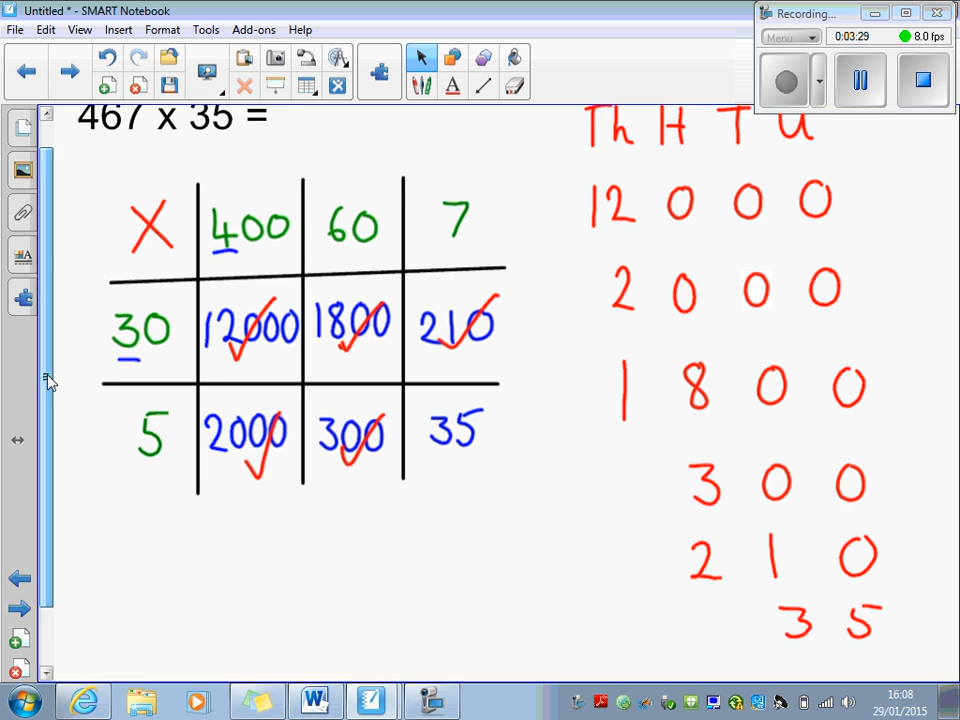 Untitled * - SMART Notebook
File Edit View Insert Format Tools Add-ons Help
Recording...
Menu
0:03:29
8.0 fps
467 x 35 =
Th H T U
X 400 60 7
30 12000 1800 210
5 2000 300 35
12 0 0 0
2 0 0 0
1 8 0 0
3 0 0
2 1 0
3 5
16:08
29/01/2015